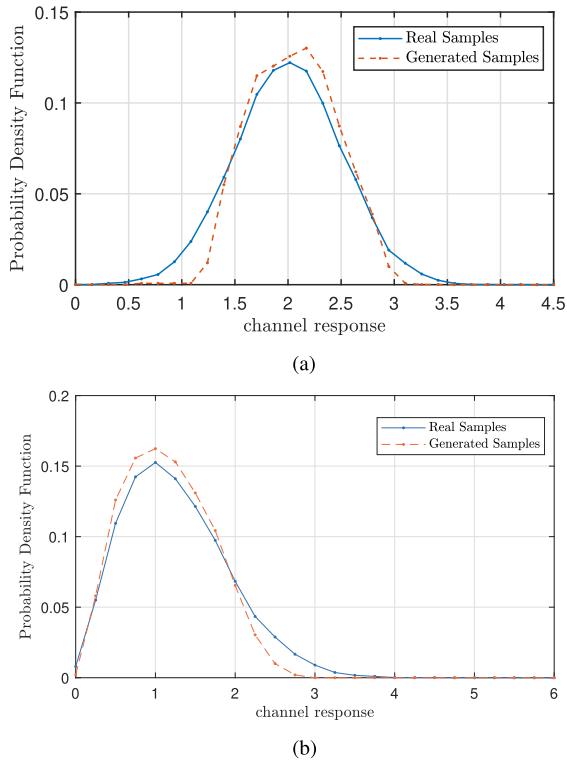 0.15
0.1
0.05
0
Probability Density Function
Real Samples
Generated Samples
0 0.5 1 1.5 2 2.5 3 3.5 4 4.5
channel response
(a)
0.2
0.15
0.1
0.05
0
Probability Density Function
Real Samples
Generated Samples
0 1 2 3 4 5 6
channel response
(b)